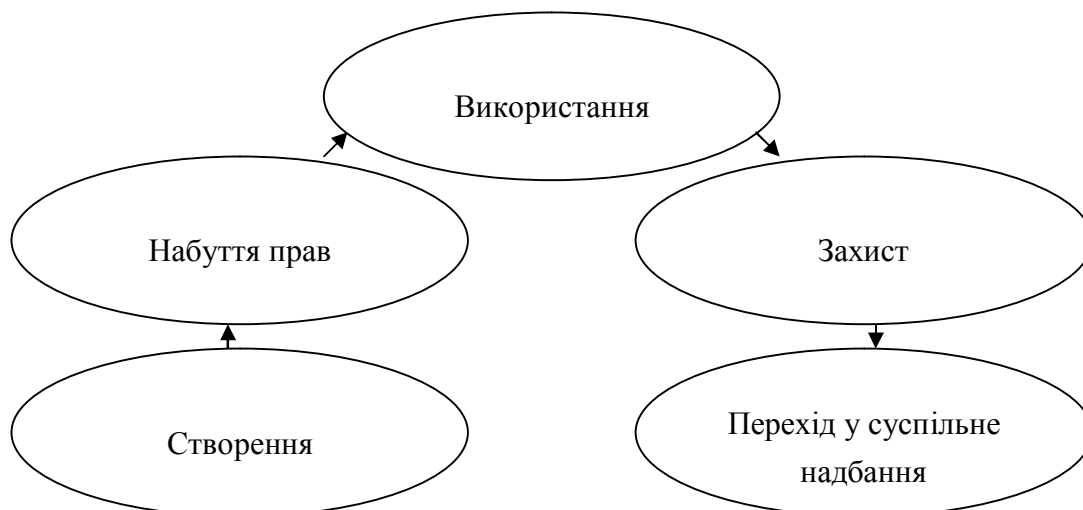 Використання
Набуття прав
Захист
Створення
Перехід у суспільне
надбання